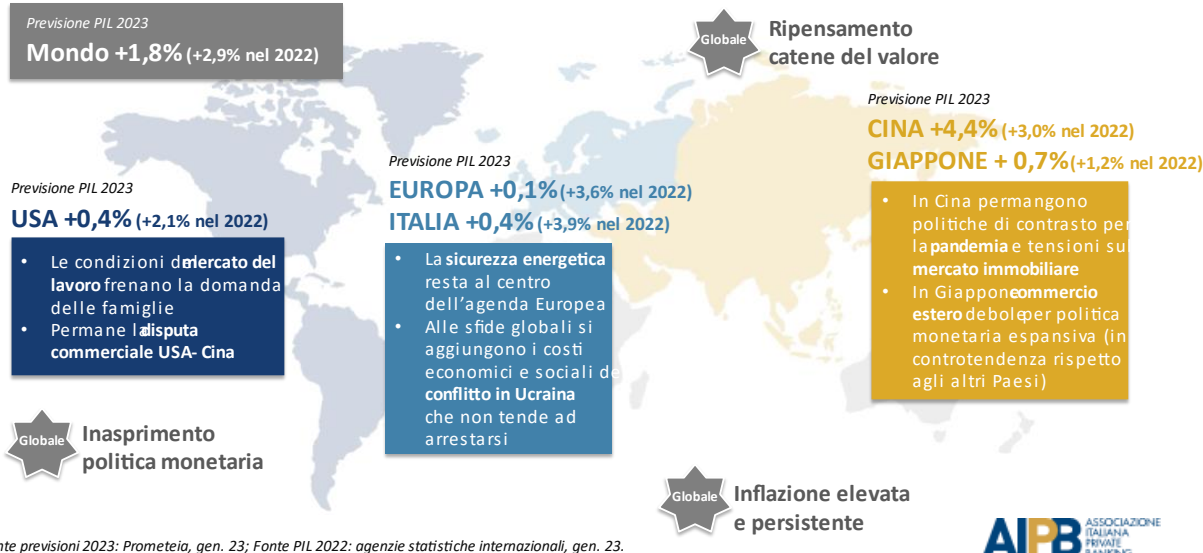 Previsione PIL 2023
Mondo +1,8% (+2,9% nel 2022)
Globale
Ripensamento
catene del valore
Previsione PIL 2023
CINA +4,4% (+3,0% nel 2022)
GIAPPONE + 0,7% (+1,2% nel 2022)
• In Cina permangono
politiche di contrasto per
la pandemia e tensioni sul
mercato immobiliare
• In Giappone commercio
estero debole per politica
monetaria espansiva (in
controtendenza rispetto
agli altri Paesi)
Previsione PIL 2023
EUROPA +0,1% (+3,6% nel 2022)
ITALIA +0,4% (+3,9% nel 2022)
• La sicurezza energetica
resta al centro
dell’agenda Europea
• Alle sfide globali si
aggiungono i costi
economici e sociali de
conflitto in Ucraina
che non tende ad
arrestarsi
Previsione PIL 2023
USA +0,4% (+2,1% nel 2022)
• Le condizioni del mercato del
lavoro frenano la domanda
delle famiglie
• Permane la disputa
commerciale USA- Cina
Globale
Inasprimento
politica monetaria
Globale
Inflazione elevata
e persistente
nte previsioni 2023: Prometeia, gen. 23; Fonte PIL 2022: agenzie statistiche internazionali, gen. 23.
AIPB
ASSOCIAZIONE
ITALIANA
PRIVATE
BANKING